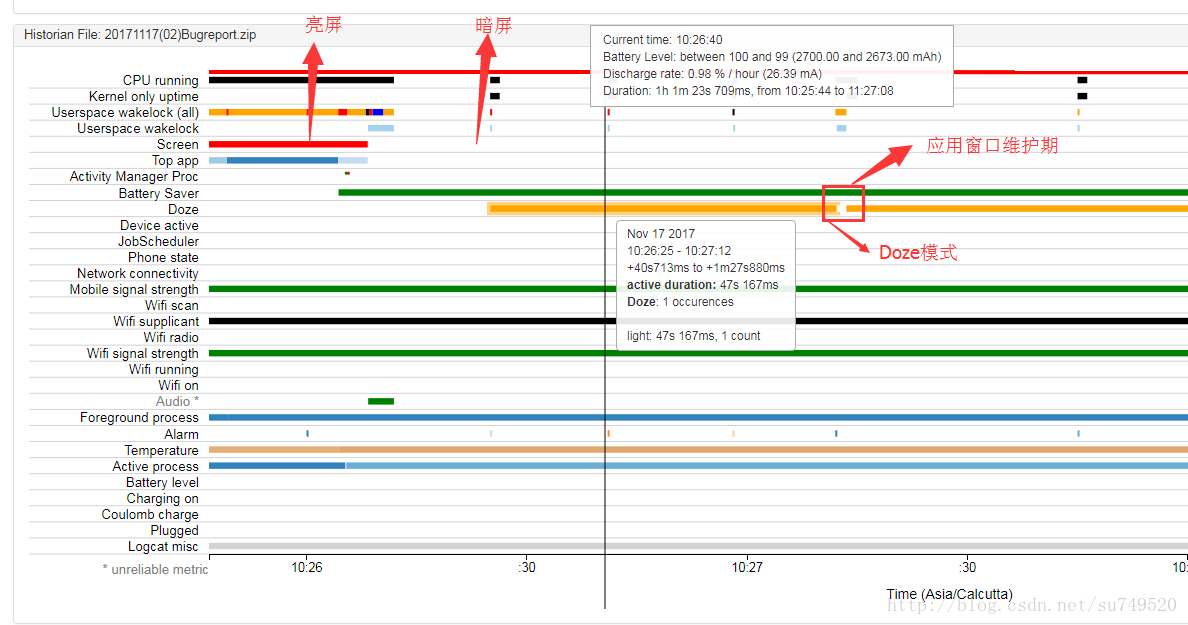 亮屏
暗屏
Historian File: 20171117(02)Bugreport.zip
Current time: 10:26:40
Battery Level: between 100 and 99 (2700.00 and 2673.00 mAh)
Discharge rate: 0.98 % / hour (26.39 mA)
Duration: 1h 1m 23s 709ms, from 10:25:44 to 11:27:08
CPU running
Kernel only uptime
Userspace wakelock (all)
Userspace wakelock
Screen
应用窗口维护期
Top app
Activity Manager Proc
Battery Saver
Doze
Device active
JobScheduler
Phone state
Network connectivity
Mobile signal strength
Wifi scan
Wifi supplicant
Wifi radio
Wifi signal strength
Wifi running
Wifi on
Audio *
Foreground process
Alarm
Temperature
Active process
Battery level
Charging on
Coulomb charge
Plugged
Logcat misc
Nov 17 2017
10:26:25 - 10:27:12
+40s713ms to +1m27s880ms
active duration: 47s 167ms
Doze: 1 occurences
light: 47s 167ms, 1 count
Doze模式
* unreliable metric
10:26
:30
10:27
:30
10:
Time (Asia/Calcutta)
http://blog.csdn.net/su749520